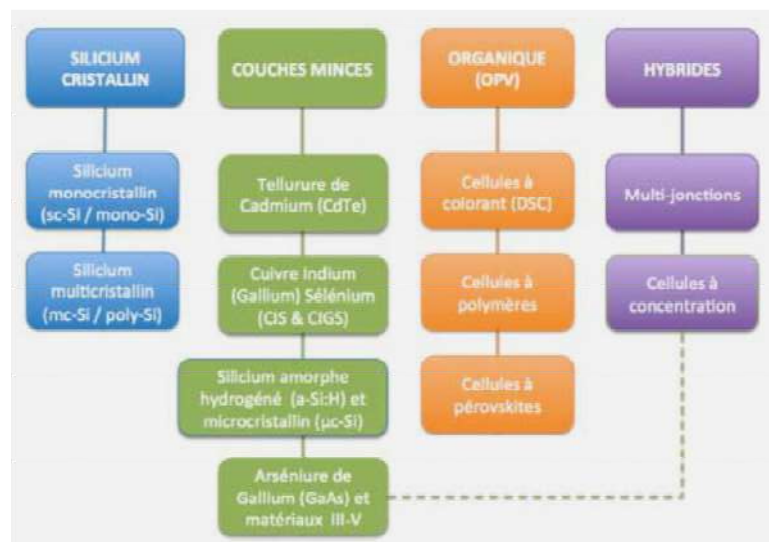 SILICIUM
CRISTALLIN
Silicium
monocristallin
(sc-Si / mono-Si)
Silicium
multicristallin
(mc-Si / poly-Si)
COUCHES MINCES
Tellurure de
Cadmium (CdTe)
Cuivre Indium
(Gallium) Sélénium
(CIS & CIGS)
Silicium amorphe
hydrogéné (a-Si:H) et
microcristallin (µc-Si)
Arséniure de
Gallium (GaAs) et
matériaux III-V
ORGANIQUE
(OPV)
Cellules à
colorant (DSC)
Cellules à
polymères
Cellules à
pérovskites
HYBRIDES
Multi-jonctions
Cellules à
concentration